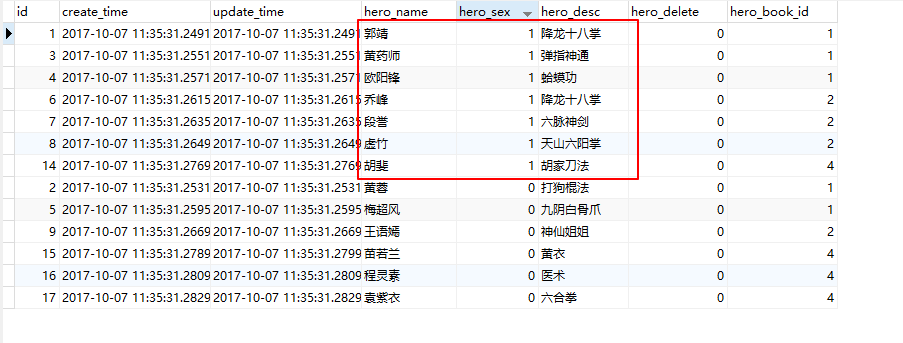 id create_time update_time hero_name hero_sex hero_desc hero_delete hero_book_id
1 2017-10-07 11:35:31.2491 2017-10-07 11:35:31.2491 郭靖 1 降龙十八掌 0 1
3 2017-10-07 11:35:31.2551 2017-10-07 11:35:31.2551 黄药师 1 弹指神通 0 1
4 2017-10-07 11:35:31.2571 2017-10-07 11:35:31.2571 欧阳锋 1 蛤蟆功 0 1
6 2017-10-07 11:35:31.2615 2017-10-07 11:35:31.2615 乔峰 1 降龙十八掌 0 2
7 2017-10-07 11:35:31.2635 2017-10-07 11:35:31.2635 段誉 1 六脉神剑 0 2
8 2017-10-07 11:35:31.2649 2017-10-07 11:35:31.2649 虚竹 1 天山六阳掌 0 2
14 2017-10-07 11:35:31.2769 2017-10-07 11:35:31.2769 胡斐 1 胡家刀法 0 4
2 2017-10-07 11:35:31.2531 2017-10-07 11:35:31.2531 黄蓉 0 打狗棍法 0 1
5 2017-10-07 11:35:31.2595 2017-10-07 11:35:31.2595 梅超风 0 九阴白骨爪 0 1
9 2017-10-07 11:35:31.2669 2017-10-07 11:35:31.2669 王语嫣 0 神仙姐姐 0 2
15 2017-10-07 11:35:31.2789 2017-10-07 11:35:31.2799 苗若兰 0 黄衣 0 4
16 2017-10-07 11:35:31.2809 2017-10-07 11:35:31.2809 程灵素 0 医术 0 4
17 2017-10-07 11:35:31.2829 2017-10-07 11:35:31.2829 袁紫衣 0 六合拳 0 4